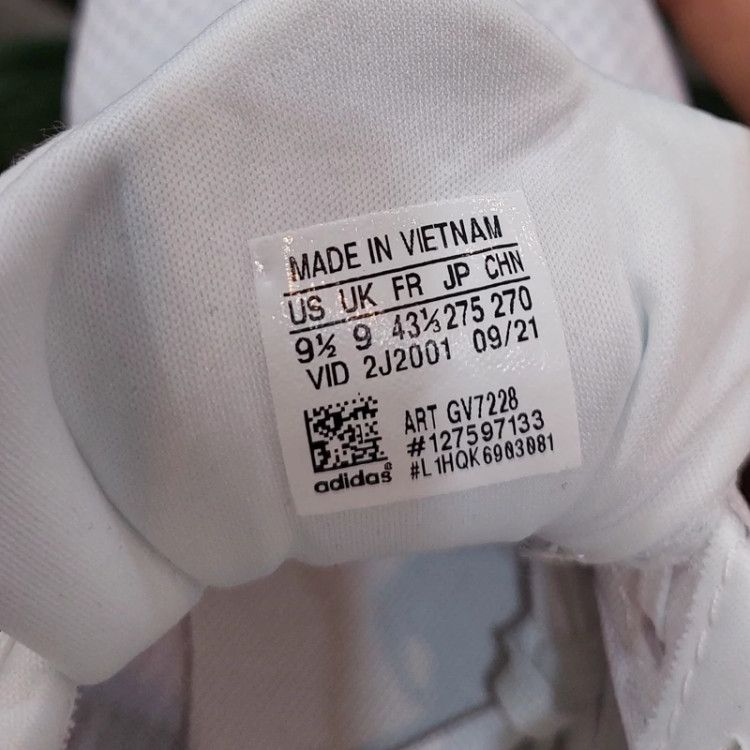 MADE IN VIETNAM
US UK FR JP CHN
9½ 9 43⅓ 275 270
VID 2J2001 09/21
ART GV7228
#127597133
#L1HQK6903081
adidas®